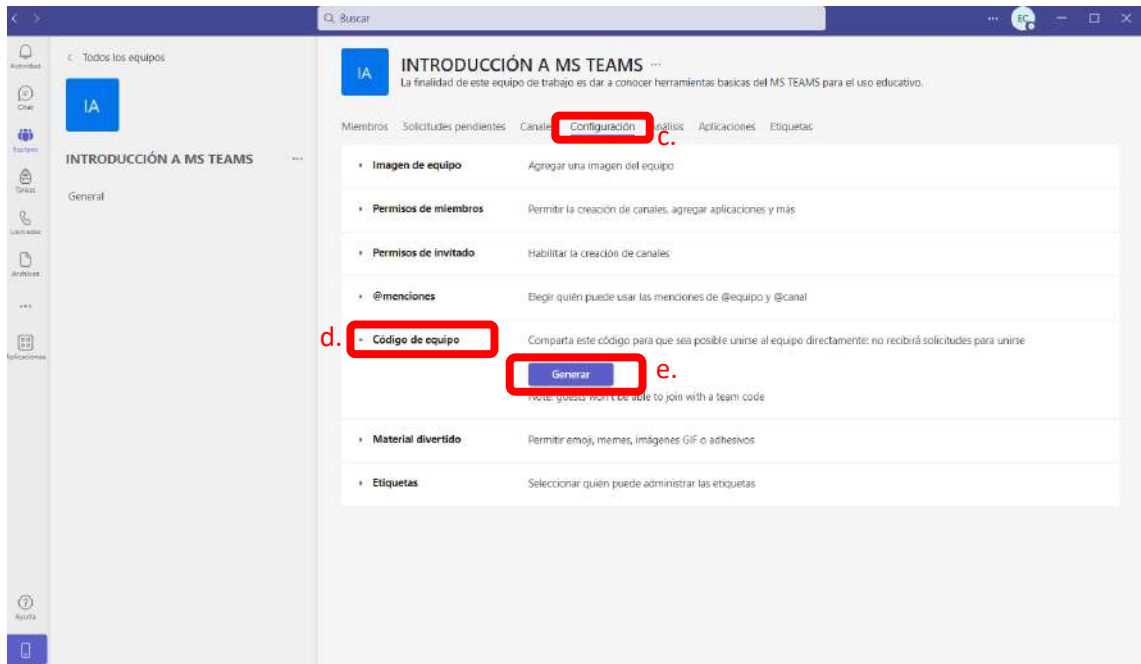 Buscar
EC
Actividad
Chat
Equipos
Tareas
Llamadas
Archivos
Aplicaciones
Ayuda
Todos los equipos
IA
INTRODUCCIÓN A MS TEAMS ...
General
IA
INTRODUCCIÓN A MS TEAMS ...
La finalidad de este equipo de trabajo es dar a conocer herramientas basicas del MS TEAMS para el uso educativo.
Miembros Solicitudes pendientes Canales Configuración Análisis Aplicaciones Etiquetas
c.
Imagen de equipo Agregar una imagen del equipo
Permisos de miembros Permitir la creación de canales, agregar aplicaciones y más
Permisos de invitado Habilitar la creación de canales
@menciones Elegir quién puede usar las menciones de @equipo y @canal
d. Código de equipo Comparta este código para que sea posible unirse al equipo directamente: no recibirá solicitudes para unirse
Generar e.
Note: guests won't be able to join with a team code
Material divertido Permitir emoji, memes, imágenes GIF o adhesivos
Etiquetas Seleccionar quién puede administrar las etiquetas